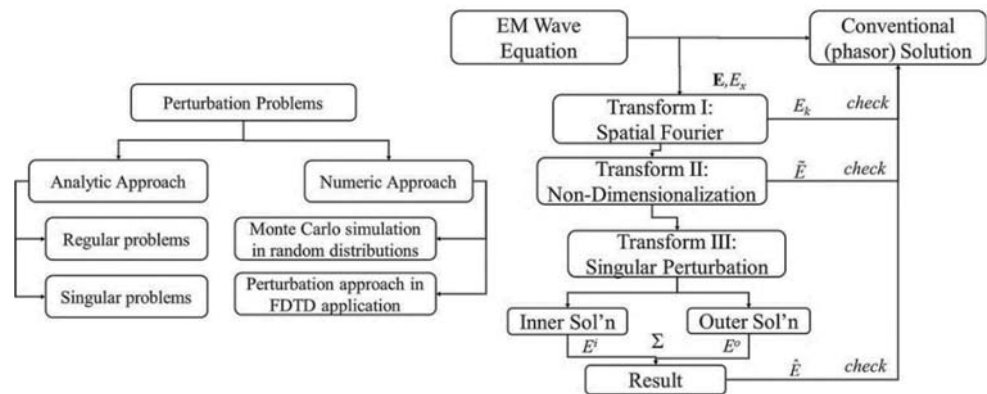 Perturbation Problems
Analytic Approach
Numeric Approach
Regular problems
Monte Carlo simulation
in random distributions
Singular problems
Perturbation approach in
FDTD application
EM Wave
Equation
Conventional
(phasor) Solution
E,Eₓ
Transform I:
Spatial Fourier
Eₖ check
Transform II:
Non-Dimensionalization
Ẽ check
Transform III:
Singular Perturbation
Inner Sol’n
Outer Sol’n
Eⁱ Σ Eᵒ
Result
Ê check